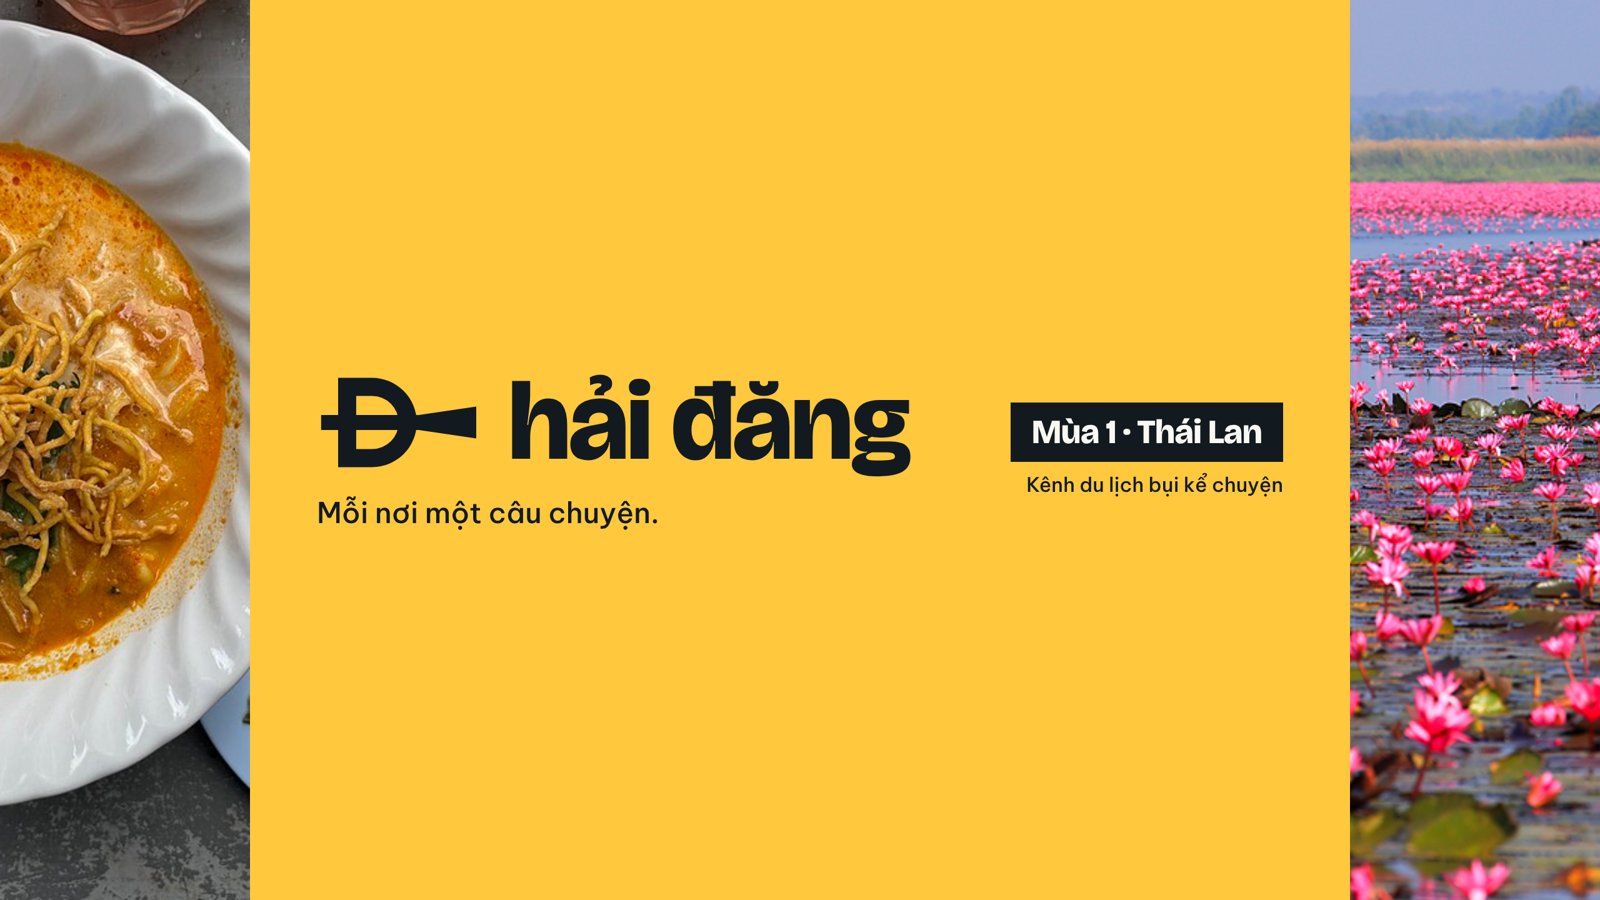 Đ hải đăng
Mỗi nơi một câu chuyện.
Mùa 1 · Thái Lan
Kênh du lịch bụi kể chuyện